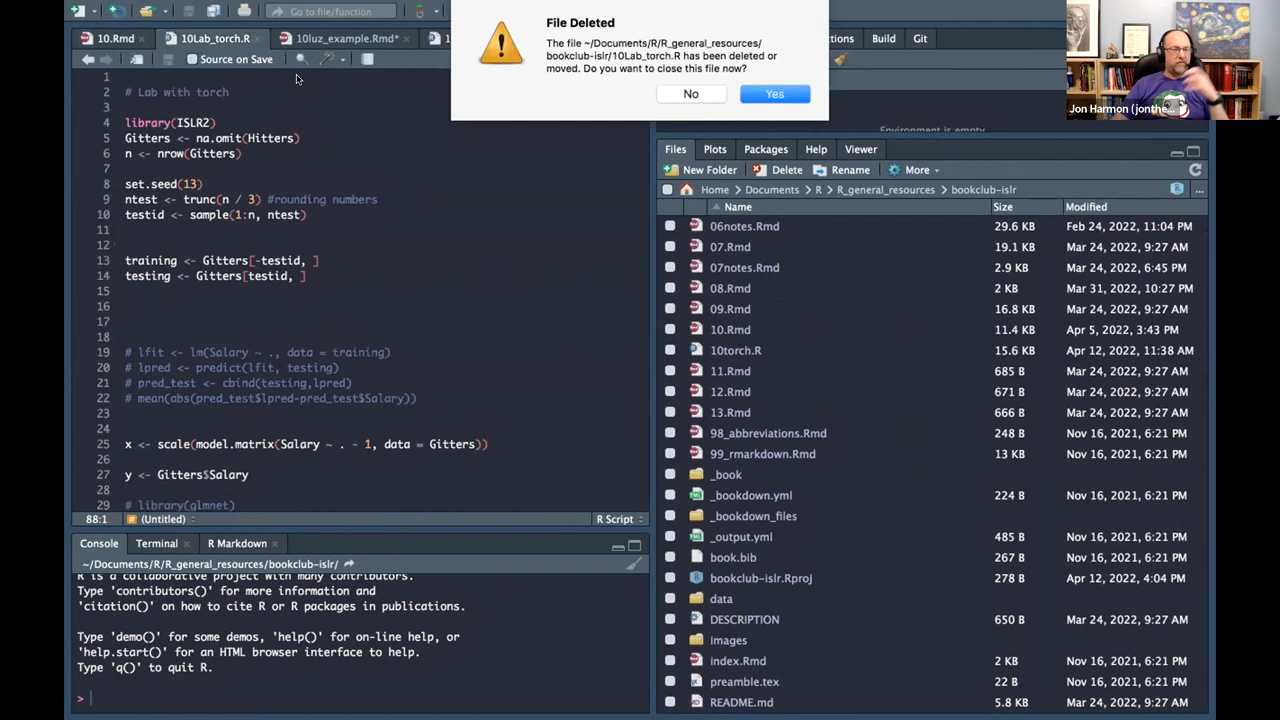 Go to file/function
File Deleted
The file ~/Documents/R/R_general_resources/
bookclub-islr/10Lab_torch.R has been deleted or
moved. Do you want to close this file now?
No
Yes
Jon Harmon (jonthe...
10.Rmd
10Lab_torch.R
10luz_example.Rmd*
Build
Git
Source on Save
Environment is empty
1
2 # Lab with torch
3
4 library(ISLR2)
5 Gitters <- na.omit(Hitters)
6 n <- nrow(Gitters)
7
8 set.seed(13)
9 ntest <- trunc(n / 3) #rounding numbers
10 testid <- sample(1:n, ntest)
11
12
13 training <- Gitters[-testid, ]
14 testing <- Gitters[testid, ]
15
16
17
18
19 # lfit <- lm(Salary ~ ., data = training)
20 # lpred <- predict(lfit, testing)
21 # pred_test <- cbind(testing,lpred)
22 # mean(abs(pred_test$lpred-pred_test$Salary))
23
24
25 x <- scale(model.matrix(Salary ~ . - 1, data = Gitters))
26
27 y <- Gitters$Salary
28
29 # library(glmnet)
88:1
(Untitled)
R Script
Console
Terminal
R Markdown
~/Documents/R/R_general_resources/bookclub-islr/
R is a collaborative project with many contributors.
Type 'contributors()' for more information and
'citation()' on how to cite R or R packages in publications.
Type 'demo()' for some demos, 'help()' for on-line help, or
'help.start()' for an HTML browser interface to help.
Type 'q()' to quit R.
>
Files
Plots
Packages
Help
Viewer
New Folder
Delete
Rename
More
Home
Documents
R
R_general_resources
bookclub-islr
...
Name
Size
Modified
06notes.Rmd 29.6 KB Feb 24, 2022, 11:04 PM
07.Rmd 19.1 KB Mar 24, 2022, 9:27 AM
07notes.Rmd 2.9 KB Mar 24, 2022, 6:45 PM
08.Rmd 2 KB Mar 31, 2022, 10:27 PM
09.Rmd 16.8 KB Mar 24, 2022, 9:27 AM
10.Rmd 11.4 KB Apr 5, 2022, 3:43 PM
10torch.R 15.6 KB Apr 12, 2022, 11:38 AM
11.Rmd 685 B Mar 24, 2022, 9:27 AM
12.Rmd 671 B Mar 24, 2022, 9:27 AM
13.Rmd 666 B Mar 24, 2022, 9:27 AM
98_abbreviations.Rmd 248 B Nov 16, 2021, 6:21 PM
99_rmarkdown.Rmd 13 KB Nov 16, 2021, 6:21 PM
_book
_bookdown.yml 224 B Nov 16, 2021, 6:21 PM
_bookdown_files
_output.yml 485 B Nov 16, 2021, 6:21 PM
book.bib 267 B Nov 16, 2021, 6:21 PM
bookclub-islr.Rproj 278 B Apr 12, 2022, 4:04 PM
data
DESCRIPTION 650 B Mar 24, 2022, 9:27 AM
images
index.Rmd 2 KB Nov 16, 2021, 6:21 PM
preamble.tex 22 B Nov 16, 2021, 6:21 PM
README.md 5.8 KB Mar 24, 2022, 9:27 AM